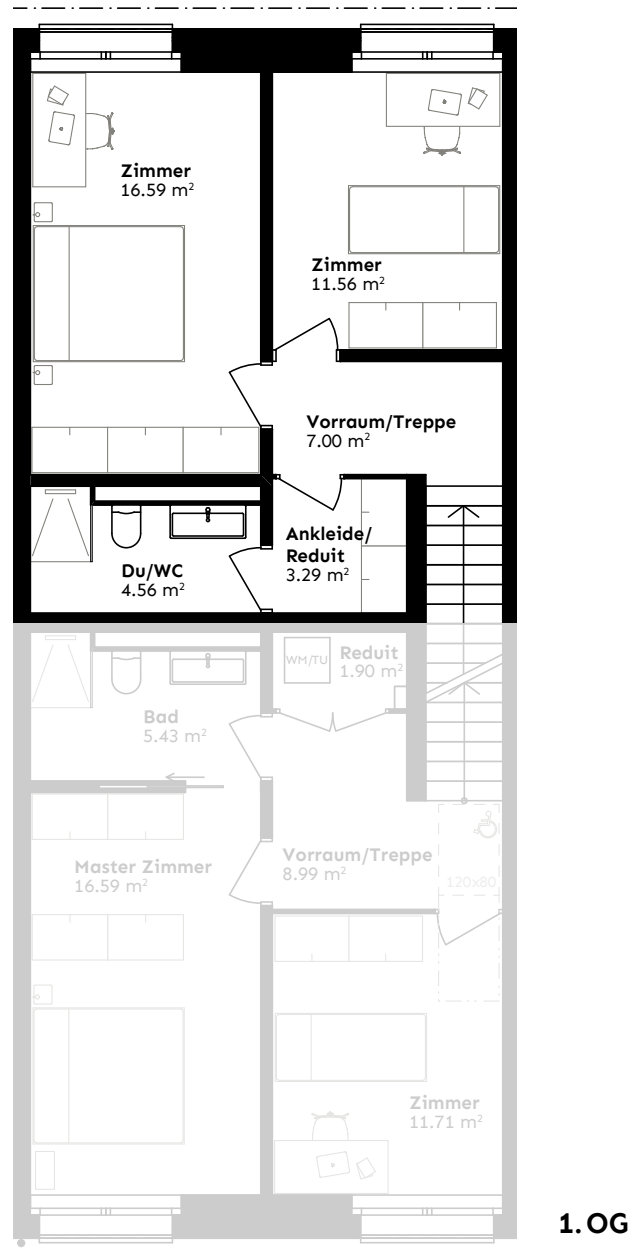 Zimmer
16.59 m²
Zimmer
11.56 m²
Vorraum/Treppe
7.00 m²
Ankleide/
Reduit
3.29 m²
Du/WC
4.56 m²
WM/TU
Reduit
1.90 m²
Bad
5.43 m²
Master Zimmer
16.59 m²
Vorraum/Treppe
8.99 m²
120x80
Zimmer
11.71 m²
1. OG